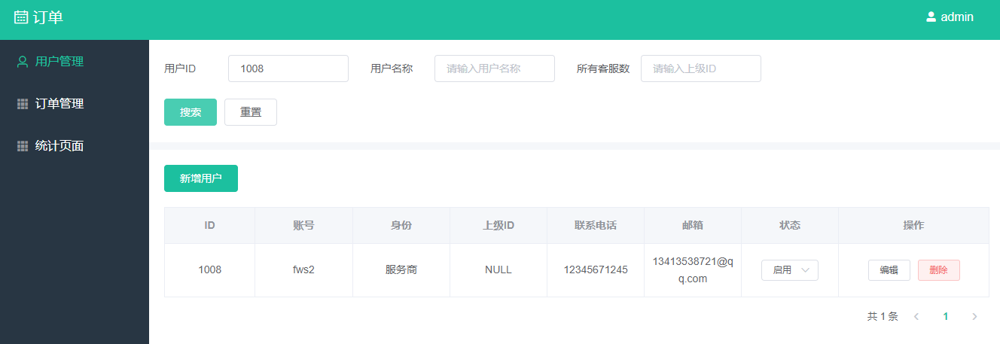 订单
admin
用户管理
订单管理
统计页面
用户ID 1008 用户名称 请输入用户名称 所有客服数 请输入上级ID
搜索 重置
新增用户
ID 账号 身份 上级ID 联系电话 邮箱 状态 操作
1008 fws2 服务商 NULL 12345671245 13413538721@q 启用 编辑 删除
q.com
共 1 条 1